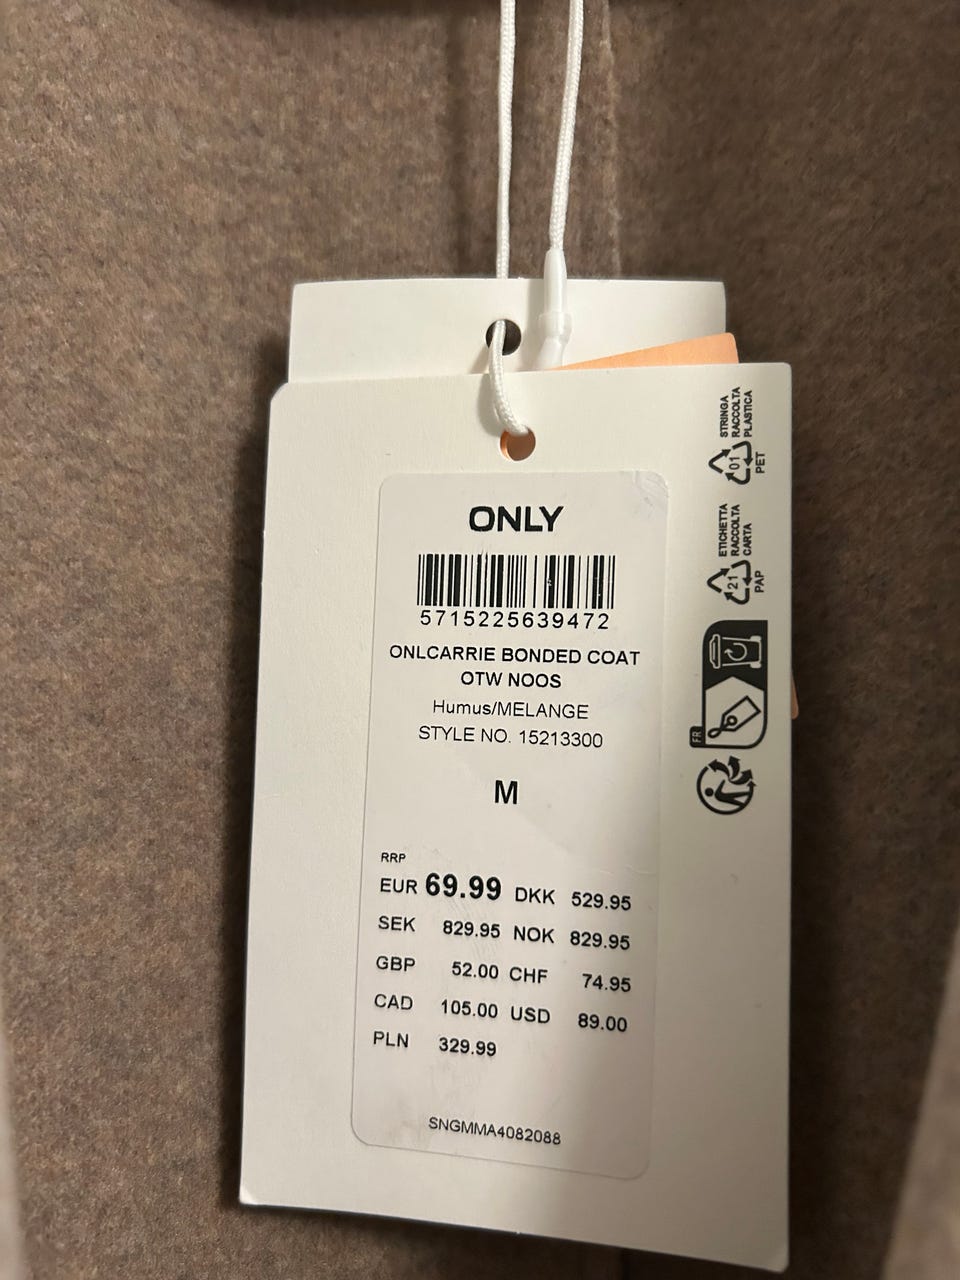 ONLY
5715225639472
ONLCARRIE BONDED COAT
OTW NOOS
Humus/MELANGE
STYLE NO. 15213300
M
RRP
EUR 69.99 DKK 529.95
SEK 829.95 NOK 829.95
GBP 52.00 CHF 74.95
CAD 105.00 USD 89.00
PLN 329.99
SNGMMA4082088
STRINGA
RACCOLTA
PLASTICA
01
PET
ETICHETTA
RACCOLTA
CARTA
21
PAP
FR